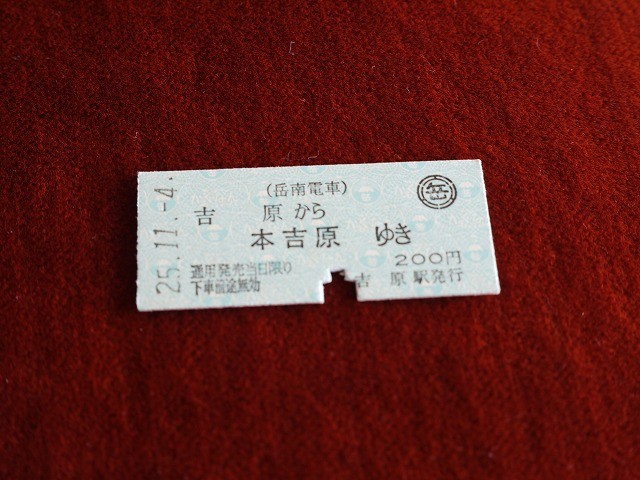 25.11.-4.
(岳南電車)
岳
吉 原から
本吉原 ゆき
200円
通用発売当日限り
下車前途無効
吉 原駅発行